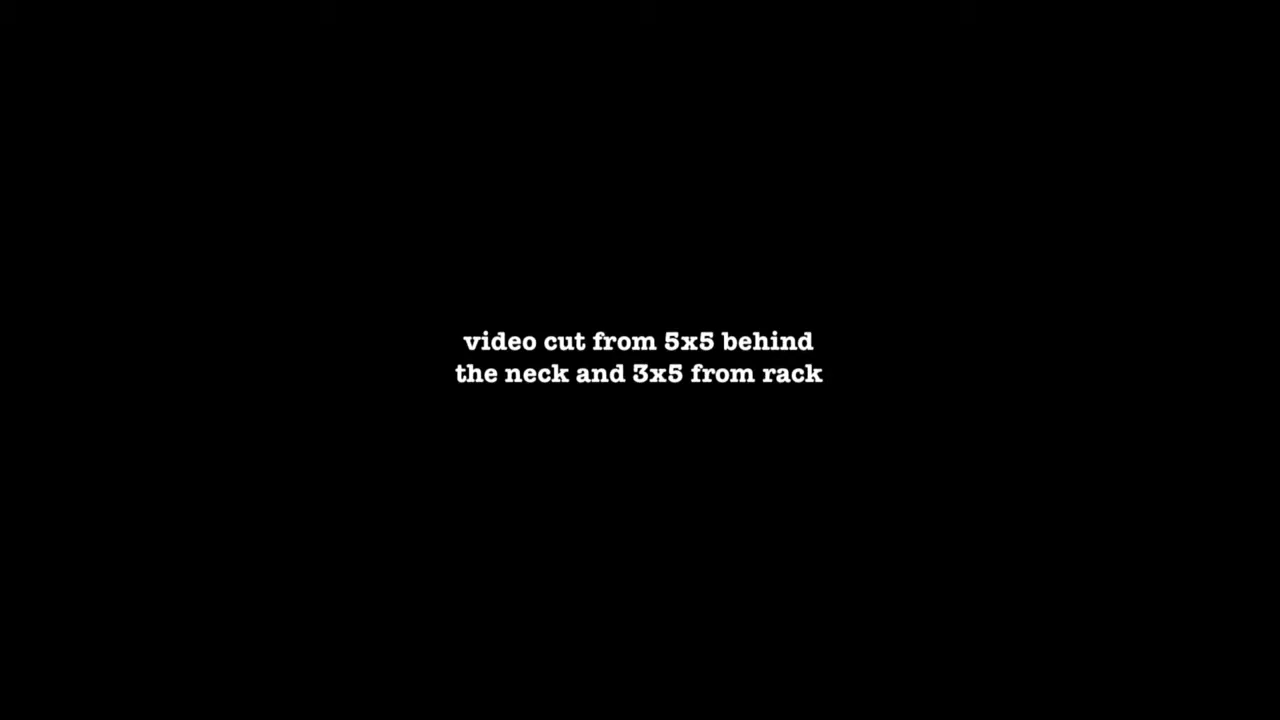 video cut from 5x5 behind
the neck and 3x5 from rack